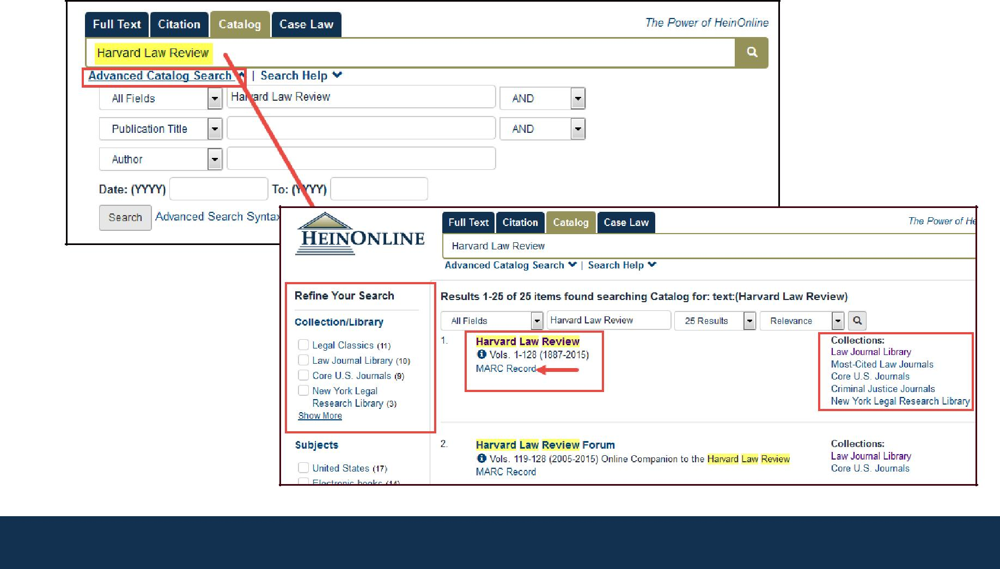 Full Text Citation Catalog Case Law
The Power of HeinOnline
Harvard Law Review
Advanced Catalog Search | Search Help
All Fields Harvard Law Review AND
Publication Title AND
Author
Date: (YYYY) To: (YYYY)
Search Advanced Search Syntax
HEINONLINE
Full Text Citation Catalog Case Law
The Power of He
Harvard Law Review
Advanced Catalog Search | Search Help
Refine Your Search
Collection/Library
Legal Classics (11)
Law Journal Library (10)
Core U.S. Journals (9)
New York Legal
Research Library (3)
Show More
Subjects
United States (17)
Electronic books (14)
Results 1-25 of 25 items found searching Catalog for: text:(Harvard Law Review)
All Fields Harvard Law Review 25 Results Relevance
1. Harvard Law Review
Vols. 1-128 (1887-2015)
MARC Record
Collections:
Law Journal Library
Most-Cited Law Journals
Core U.S. Journals
Criminal Justice Journals
New York Legal Research Library
2. Harvard Law Review Forum
Vols. 119-128 (2005-2015) Online Companion to the Harvard Law Review
MARC Record
Collections:
Law Journal Library
Core U.S. Journals